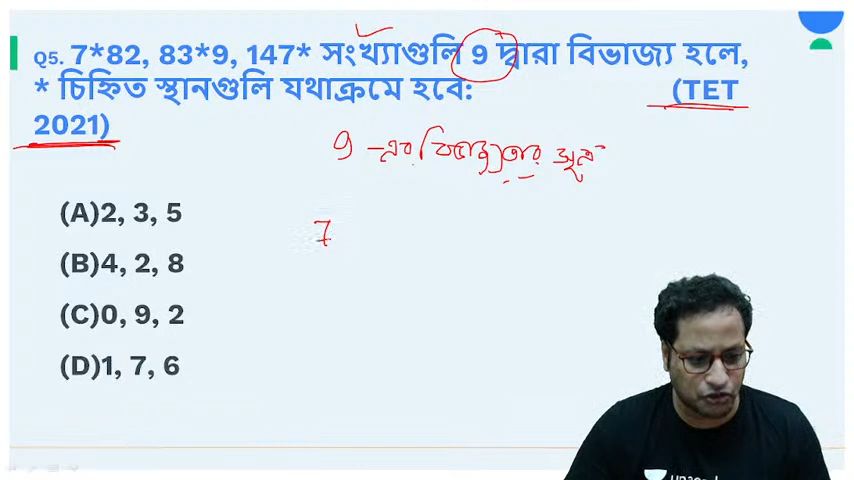 Q5. 7*82, 83*9, 147* সংখ্যাগুলি 9 দ্বারা বিভাজ্য হলে,
* চিহ্নিত স্থানগুলি যথাক্রমে হবে: (TET
2021)
9 -এর বিভাজ্যতার সূত্র
(A)2, 3, 5
7
(B)4, 2, 8
(C)0, 9, 2
(D)1, 7, 6